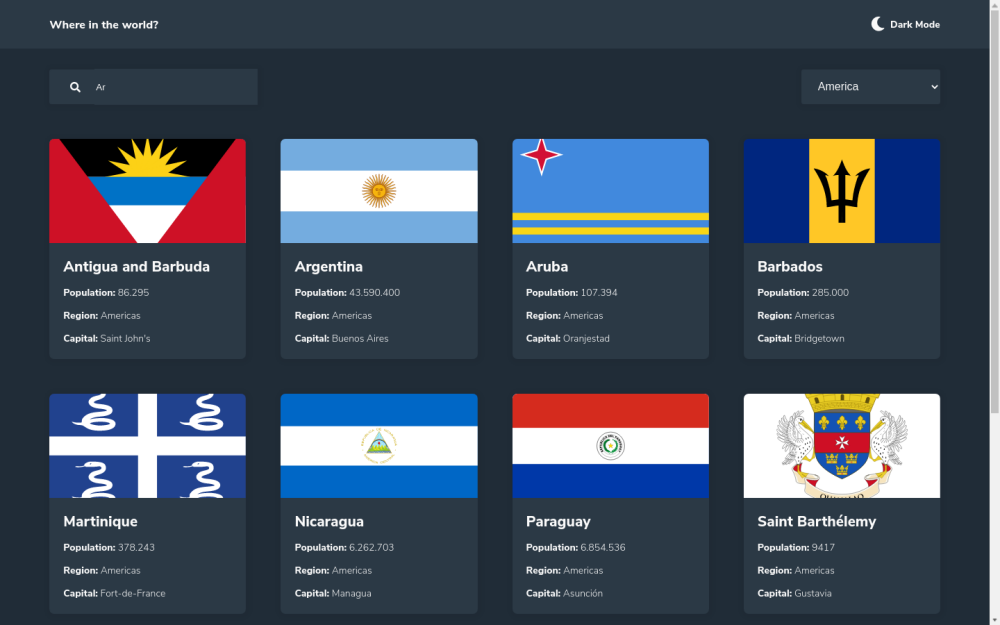 Where in the world?
Dark Mode
Ar
America
Antigua and Barbuda
Population: 86.295
Region: Americas
Capital: Saint John's
Argentina
Population: 43.590.400
Region: Americas
Capital: Buenos Aires
Aruba
Population: 107.394
Region: Americas
Capital: Oranjestad
Barbados
Population: 285.000
Region: Americas
Capital: Bridgetown
Martinique
Population: 378.243
Region: Americas
Capital: Fort-de-France
Nicaragua
Population: 6.262.703
Region: Americas
Capital: Managua
Paraguay
Population: 6.854.536
Region: Americas
Capital: Asunción
Saint Barthélemy
Population: 9417
Region: Americas
Capital: Gustavia